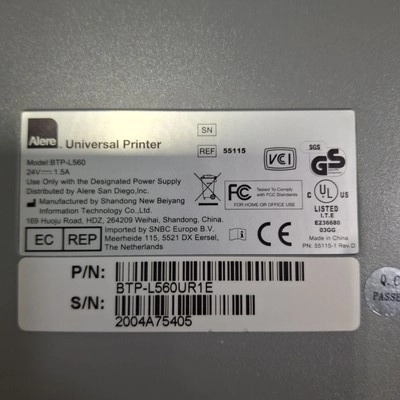 Alere™ Universal Printer
SN
REF 55115
Model:BTP-L560
24V⎓1.5A
Use Only with the Designated Power Supply
Distributed by Alere San Diego,Inc.
Manufactured by Shandong New Beiyang
Information Technology Co.,Ltd.
169 Huoju Road, HDZ, 264209 Weihai, Shandong, China.
EC REP
Imported by SNBC Europe B.V.
Meerheide 115, 5521 DX Eersel,
The Netherlands
FC Tested To Comply
with FCC Standards
FOR HOME OR OFFICE USE
VCI
SGS
GS
C UL US
LISTED
I.T.E
E236680
03GG
Made in China
PN: 55115-1 Rev.D
P/N:
BTP-L560UR1E
S/N:
2004A75405
Q.C
PASSE